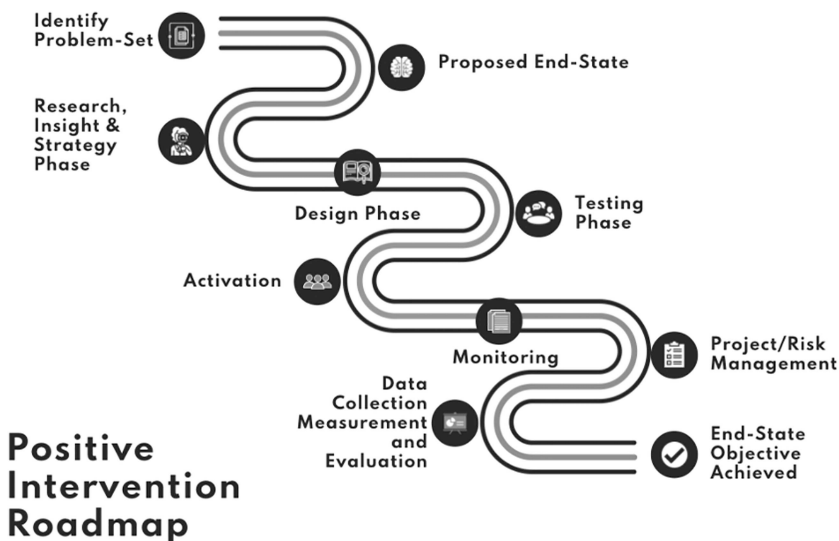 Identify
Problem-Set
Proposed End-State
Research,
Insight &
Strategy
Phase
Design Phase
Testing
Phase
Activation
Monitoring
Project/Risk
Management
Data
Collection
Measurement
and
Evaluation
End-State
Objective
Achieved
Positive
Intervention
Roadmap